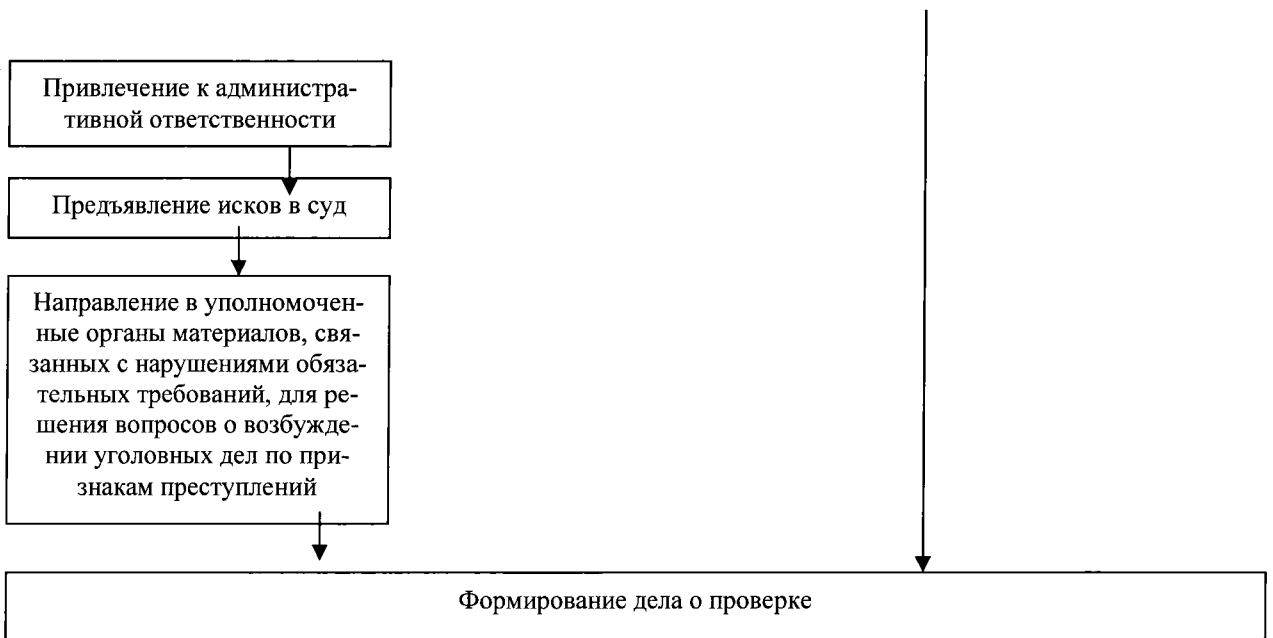 Привлечение к администра-
тивной ответственности
Предъявление исков в суд
Направление в уполномочен-
ные органы материалов, свя-
занных с нарушениями обяза-
тельных требований, для ре-
шения вопросов о возбужде-
нии уголовных дел по при-
знакам преступлений
Формирование дела о проверке